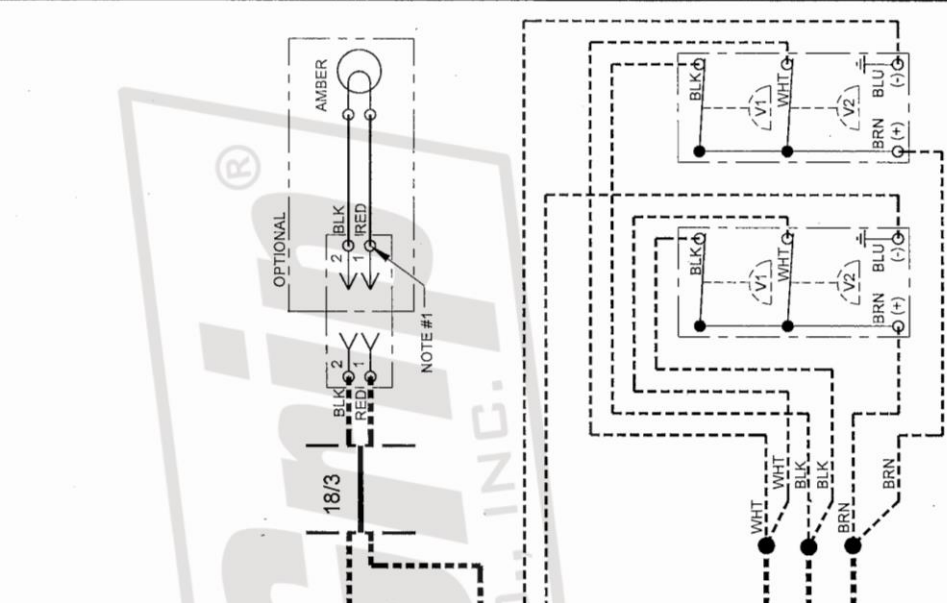 AMBER
BLK
RED
2
1
OPTIONAL
NOTE #1
2
1
BLK
RED
18/3
®
INC.
BLK
V1
WHT
V2
BLU
(-)
BRN
(+)
BLK
V1
WHT
V2
BLU
(-)
BRN
(+)
WHT
WHT
BLK
BLK
BRN
BRN